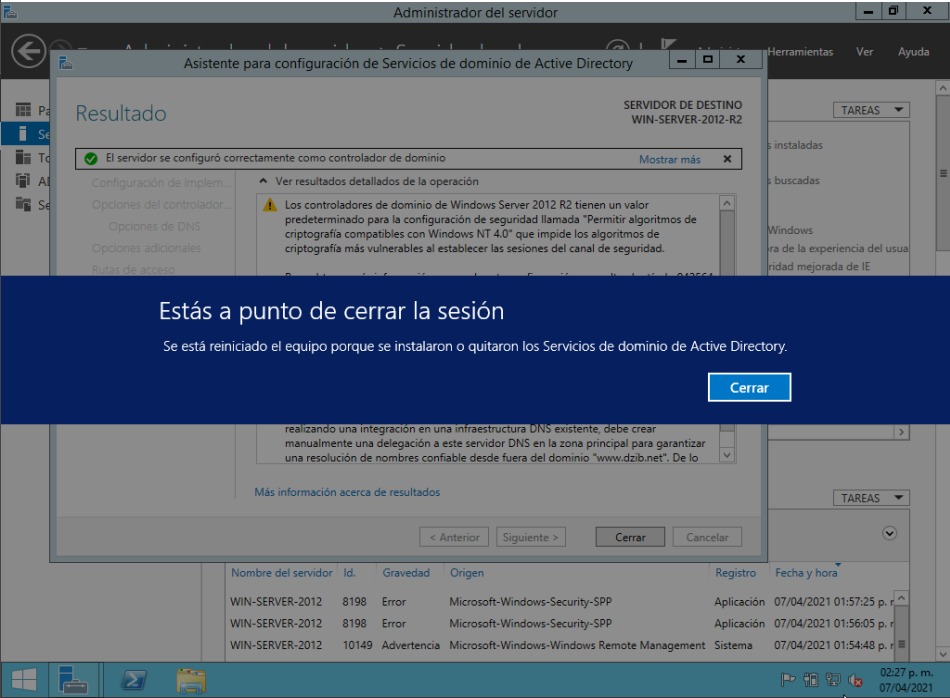 Administrador del servidor
Herramientas
Ver
Ayuda
Asistente para configuración de Servicios de dominio de Active Directory
Resultado
SERVIDOR DE DESTINO
WIN-SERVER-2012-R2
TAREAS
El servidor se configuró correctamente como controlador de dominio
Mostrar más
s instaladas
Configuración de implem...
Ver resultados detallados de la operación
s buscadas
Opciones del controlador...
Opciones de DNS
Opciones adicionales
Rutas de acceso
Los controladores de dominio de Windows Server 2012 R2 tienen un valor
predeterminado para la configuración de seguridad llamada "Permitir algoritmos de
criptografía compatibles con Windows NT 4.0" que impide los algoritmos de
criptografía más vulnerables al establecer las sesiones del canal de seguridad.
Windows
ra de la experiencia del usua
ridad mejorada de IE
Estás a punto de cerrar la sesión
Se está reiniciado el equipo porque se instalaron o quitaron los Servicios de dominio de Active Directory.
Cerrar
realizando una integración en una infraestructura DNS existente, debe crear
manualmente una delegación a este servidor DNS en la zona principal para garantizar
una resolución de nombres confiable desde fuera del dominio "www.dzib.net". De lo
Más información acerca de resultados
TAREAS
< Anterior
Siguiente >
Cerrar
Cancelar
Nombre del servidor Id. Gravedad Origen Registro Fecha y hora
WIN-SERVER-2012 8198 Error Microsoft-Windows-Security-SPP Aplicación 07/04/2021 01:57:25 p. r
WIN-SERVER-2012 8198 Error Microsoft-Windows-Security-SPP Aplicación 07/04/2021 01:56:05 p. r
WIN-SERVER-2012 10149 Advertencia Microsoft-Windows-Windows Remote Management Sistema 07/04/2021 01:54:48 p. r
02:27 p. m.
07/04/2021